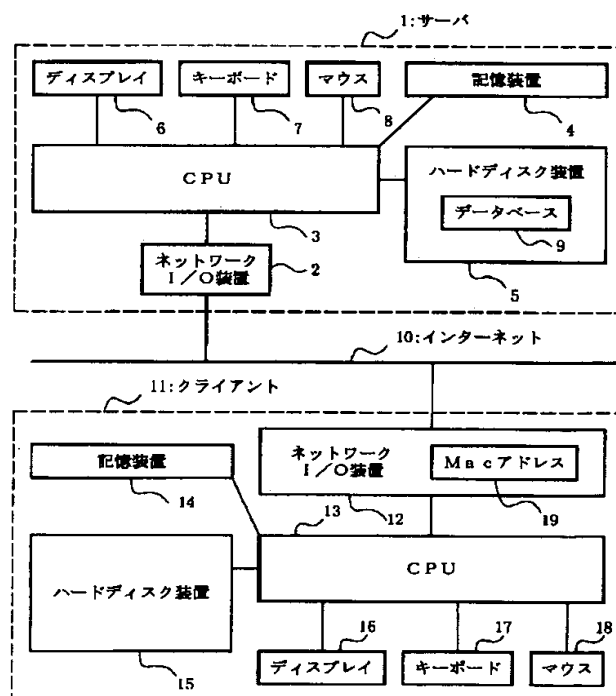 1:サーバ
ディスプレイ
キーボード
マウス
記憶装置
6
7
8
4
CPU
ハードディスク装置
データベース
3
9
ネットワーク
I/O装置
2
5
10:インターネット
11:クライアント
記憶装置
ネットワーク
I/O装置
Macアドレス
14
13
12
19
ハードディスク装置
CPU
16
17
18
15
ディスプレイ
キーボード
マウス